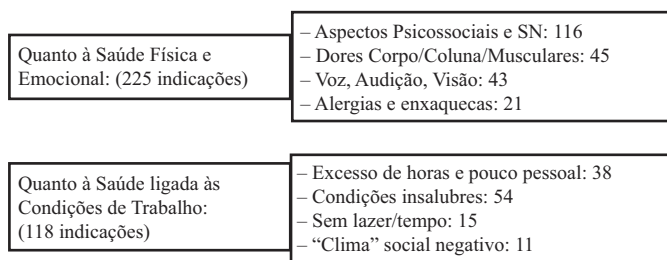 Quanto à Saúde Física e
Emocional: (225 indicações)
– Aspectos Psicossociais e SN: 116
– Dores Corpo/Coluna/Musculares: 45
– Voz, Audição, Visão: 43
– Alergias e enxaquecas: 21
Quanto à Saúde ligada às
Condições de Trabalho:
(118 indicações)
– Excesso de horas e pouco pessoal: 38
– Condições insalubres: 54
– Sem lazer/tempo: 15
– “Clima” social negativo: 11